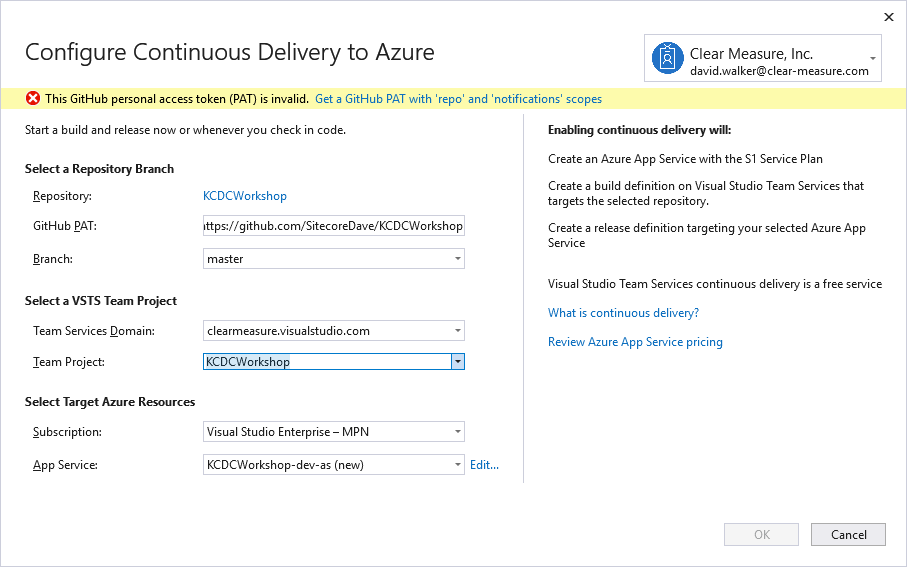 Configure Continuous Delivery to Azure
Clear Measure, Inc.
david.walker@clear-measure.com
This GitHub personal access token (PAT) is invalid. Get a GitHub PAT with 'repo' and 'notifications' scopes
Start a build and release now or whenever you check in code.
Select a Repository Branch
Repository: KCDCWorkshop
GitHub PAT: ttps://github.com/SitecoreDave/KCDCWorkshop
Branch: master
Select a VSTS Team Project
Team Services Domain: clearmeasure.visualstudio.com
Team Project: KCDCWorkshop
Select Target Azure Resources
Subscription: Visual Studio Enterprise – MPN
App Service: KCDCWorkshop-dev-as (new) Edit...
Enabling continuous delivery will:
Create an Azure App Service with the S1 Service Plan
Create a build definition on Visual Studio Team Services that
targets the selected repository.
Create a release definition targeting your selected Azure App
Service
Visual Studio Team Services continuous delivery is a free service
What is continuous delivery?
Review Azure App Service pricing
OK Cancel